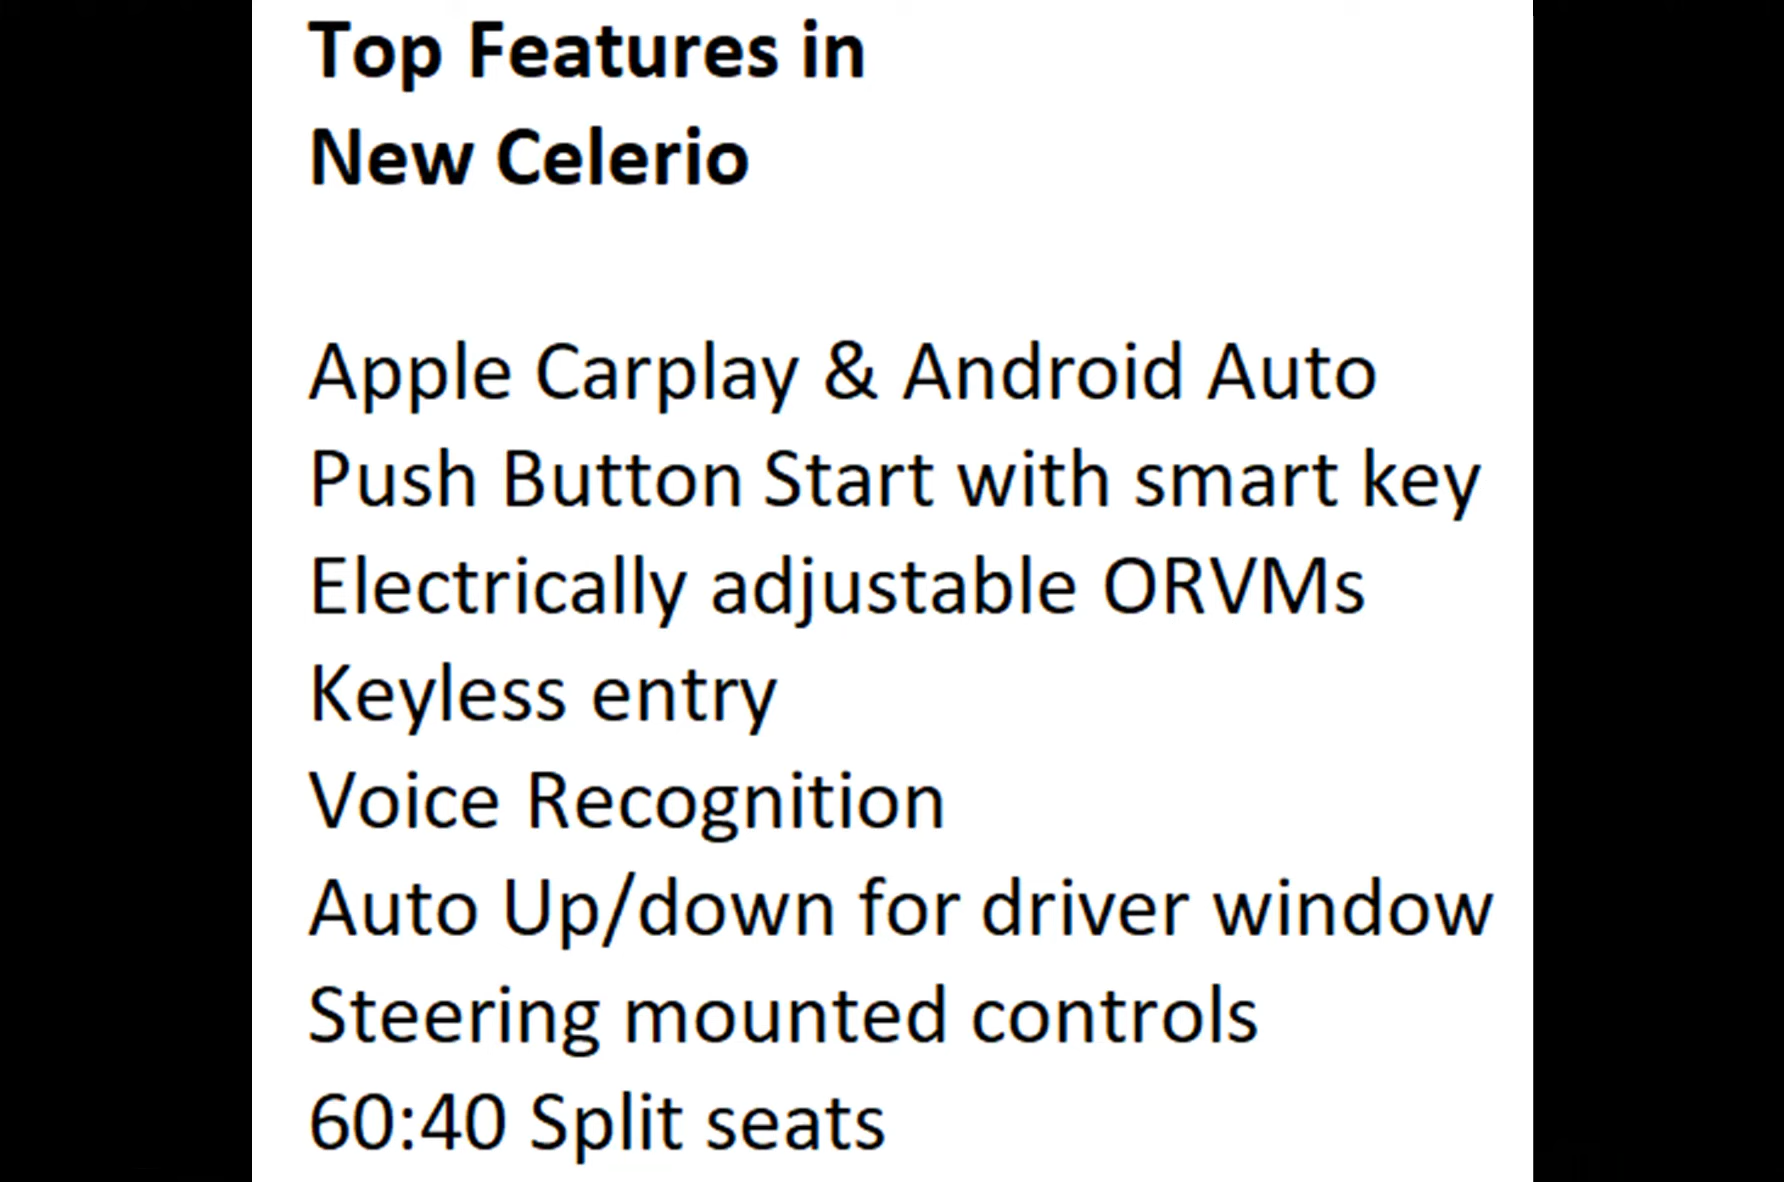 Top Features in
New Celerio
Apple Carplay & Android Auto
Push Button Start with smart key
Electrically adjustable ORVMs
Keyless entry
Voice Recognition
Auto Up/down for driver window
Steering mounted controls
60:40 Split seats